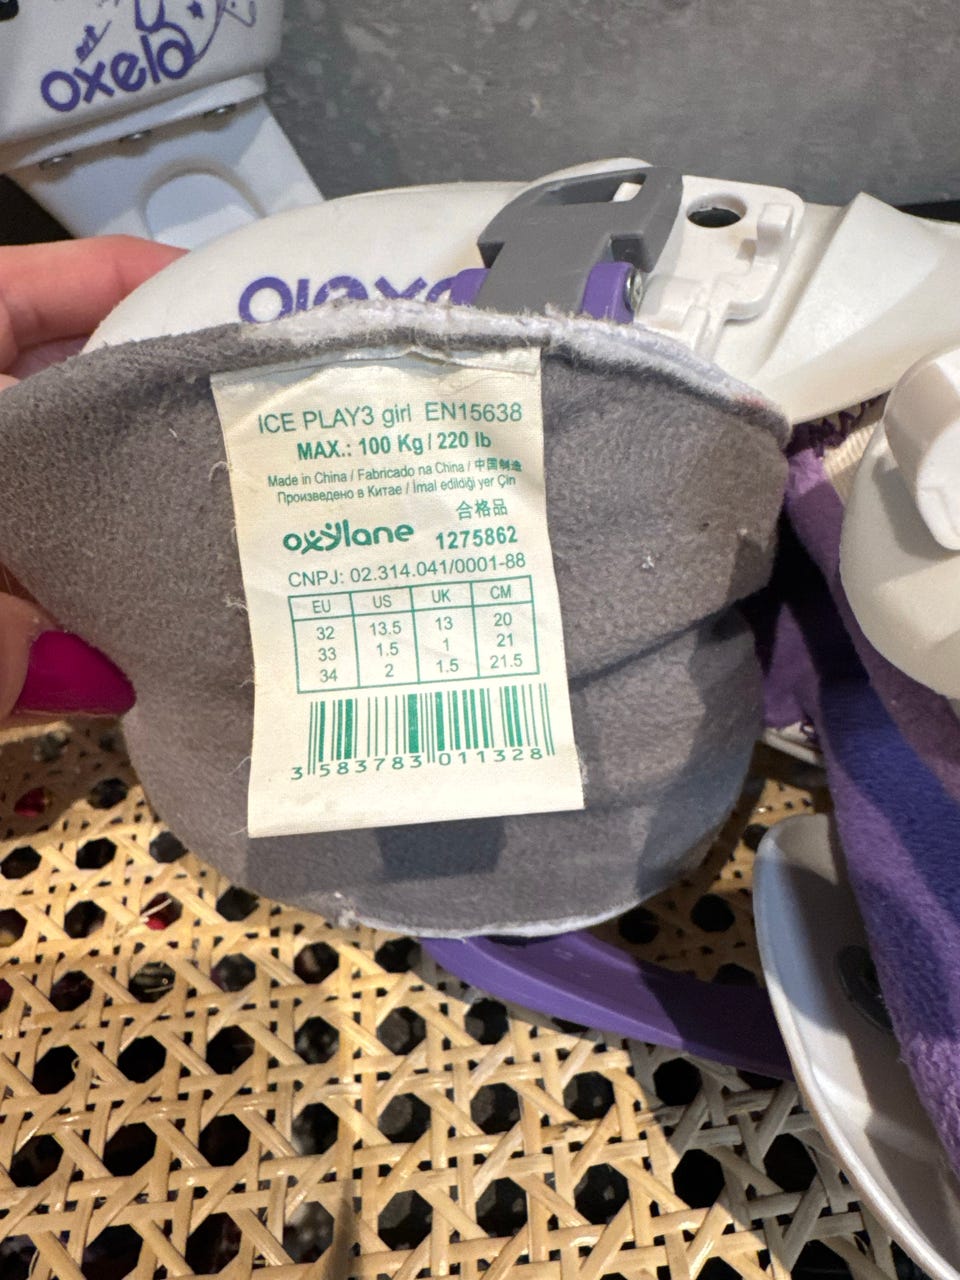 oxelo
oxelo
ICE PLAY3 girl EN15638
MAX.: 100 Kg / 220 lb
Made in China / Fabricado na China / 中国制造
Произведено в Китае / İmal edildiği yer Çin
合格品
oxylane 1275862
CNPJ: 02.314.041/0001-88
EU US UK CM
32 13.5 13 20
33 1.5 1 21
34 2 1.5 21.5
3 583783 011328